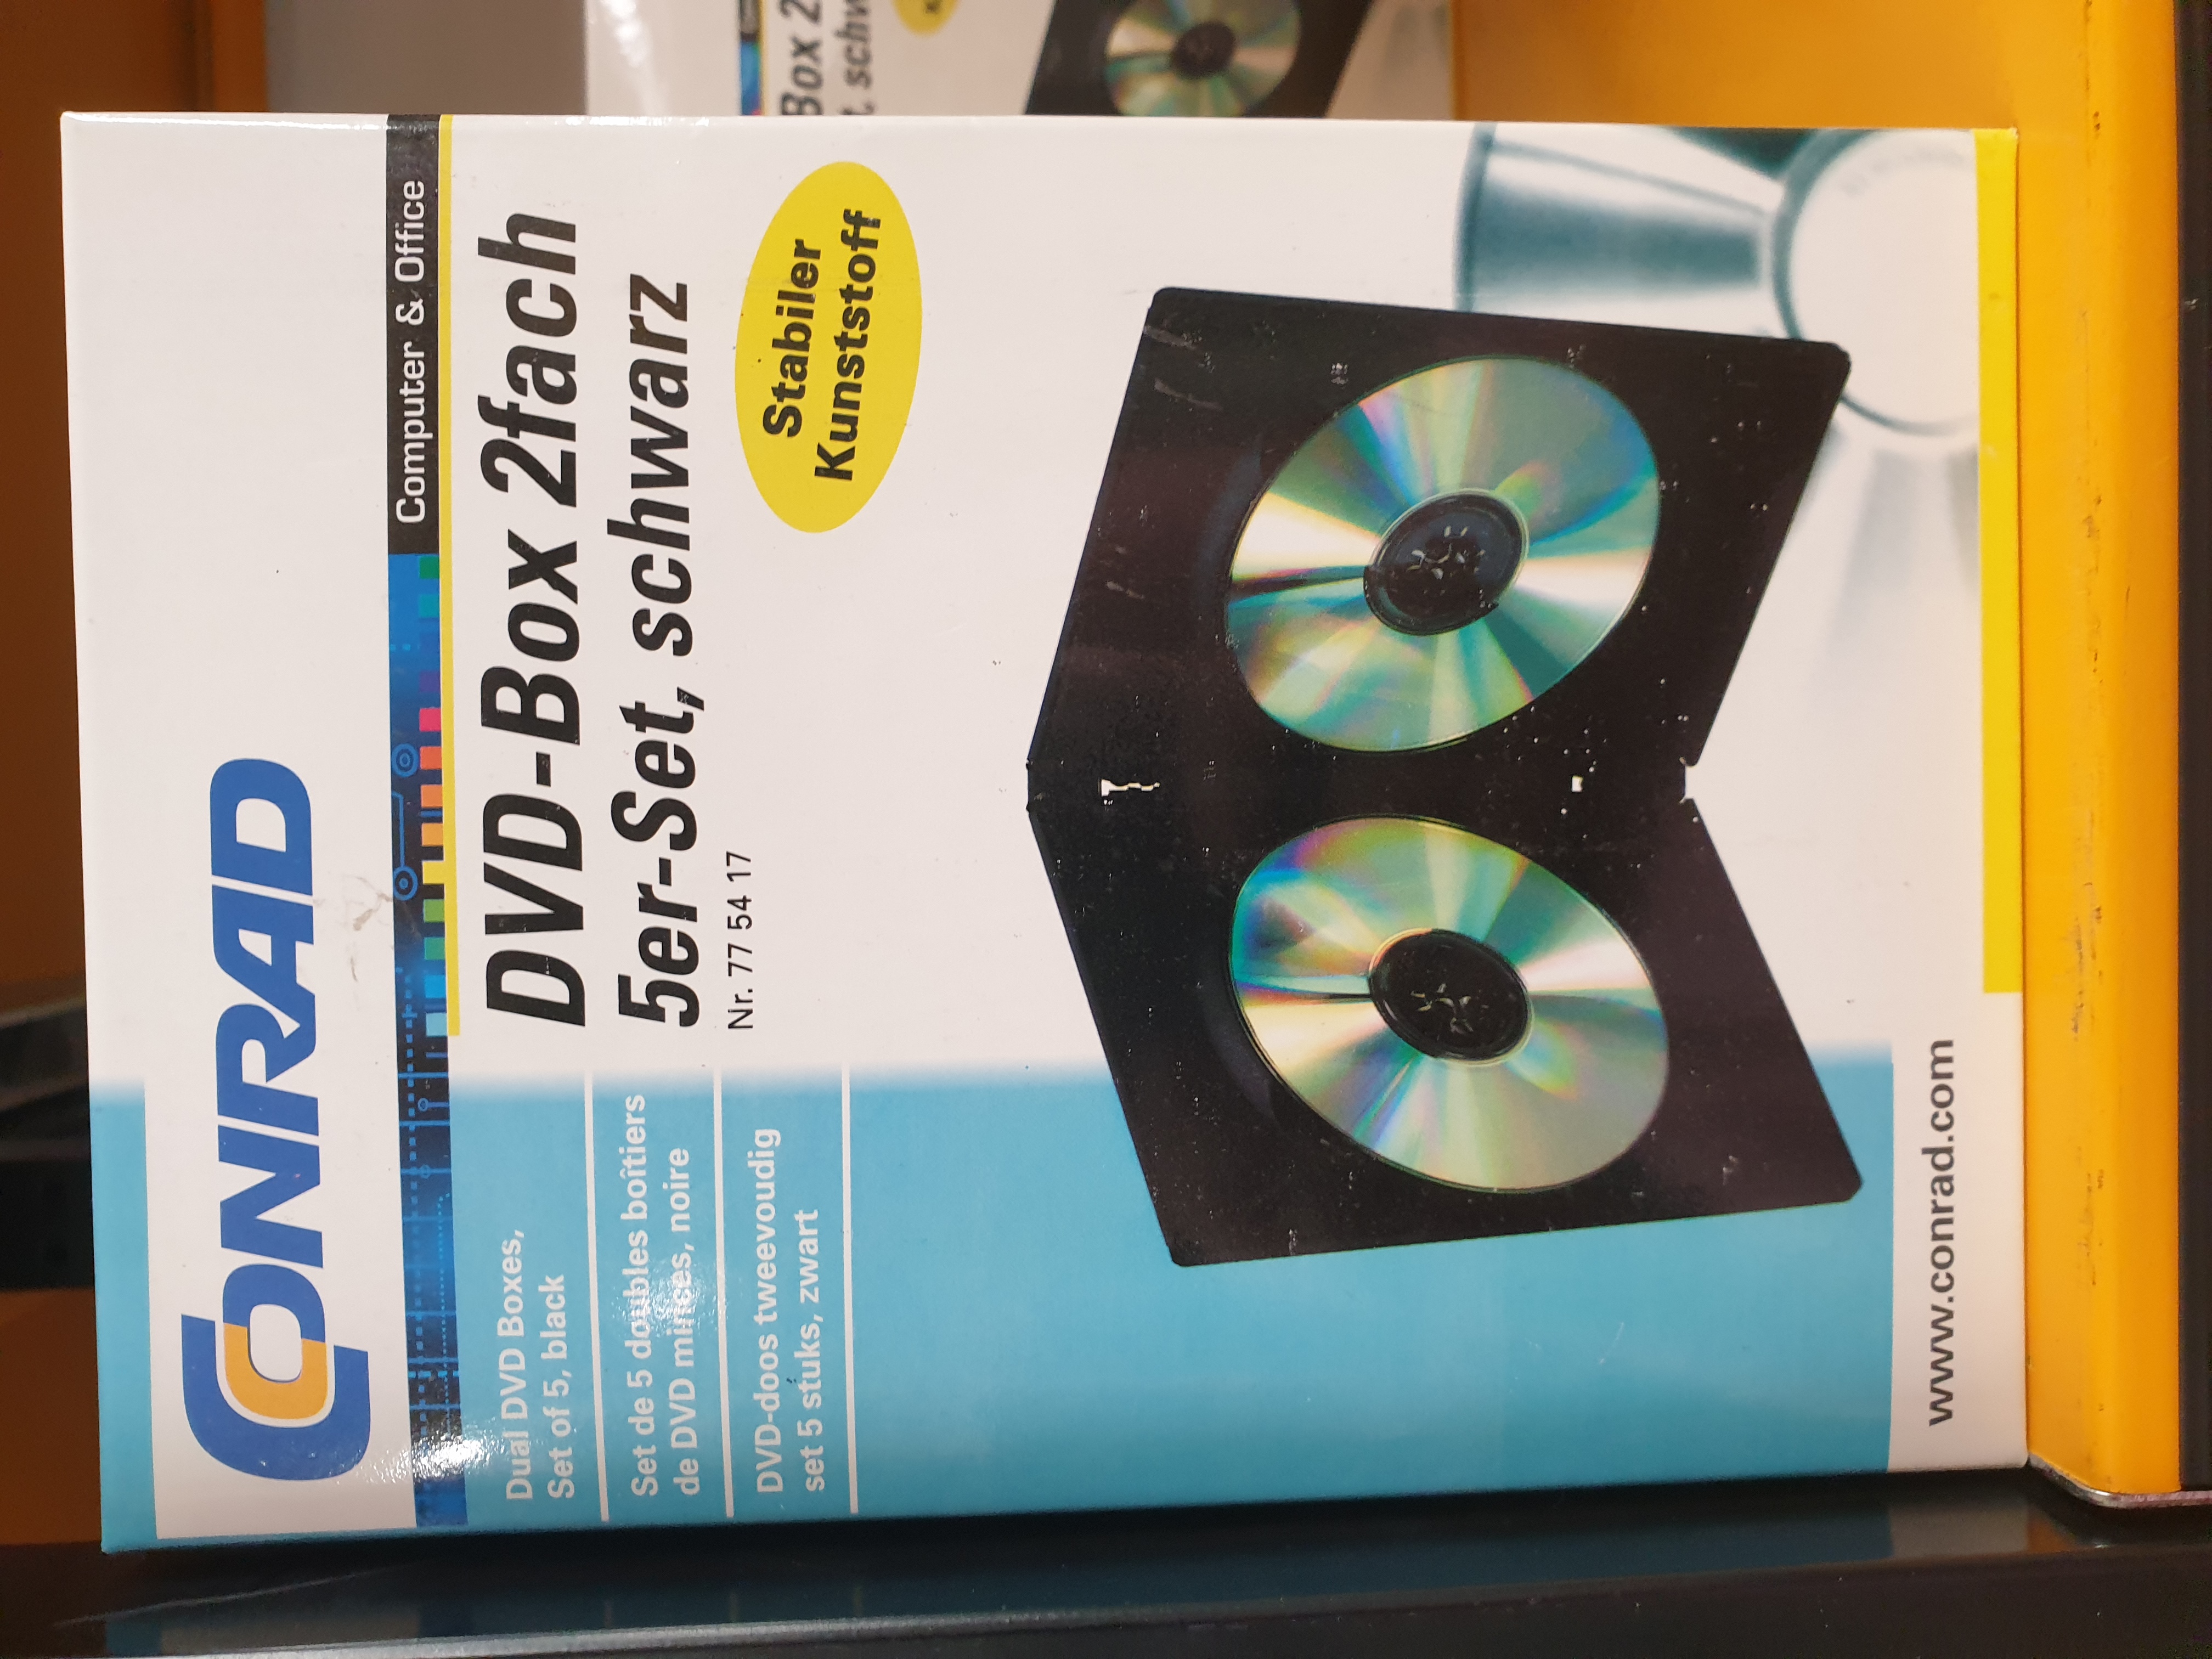 CONRAD
Computer & Office
DVD-Box 2fach
5er-Set, schwarz
Nr. 77 54 17
Stabiler
Kunststoff
Dual DVD Boxes,
Set of 5, black
Set de 5 doubles boîtiers
de DVD minces, noire
DVD-doos tweevoudig
set 5 stuks, zwart
www.conrad.com
Box 2